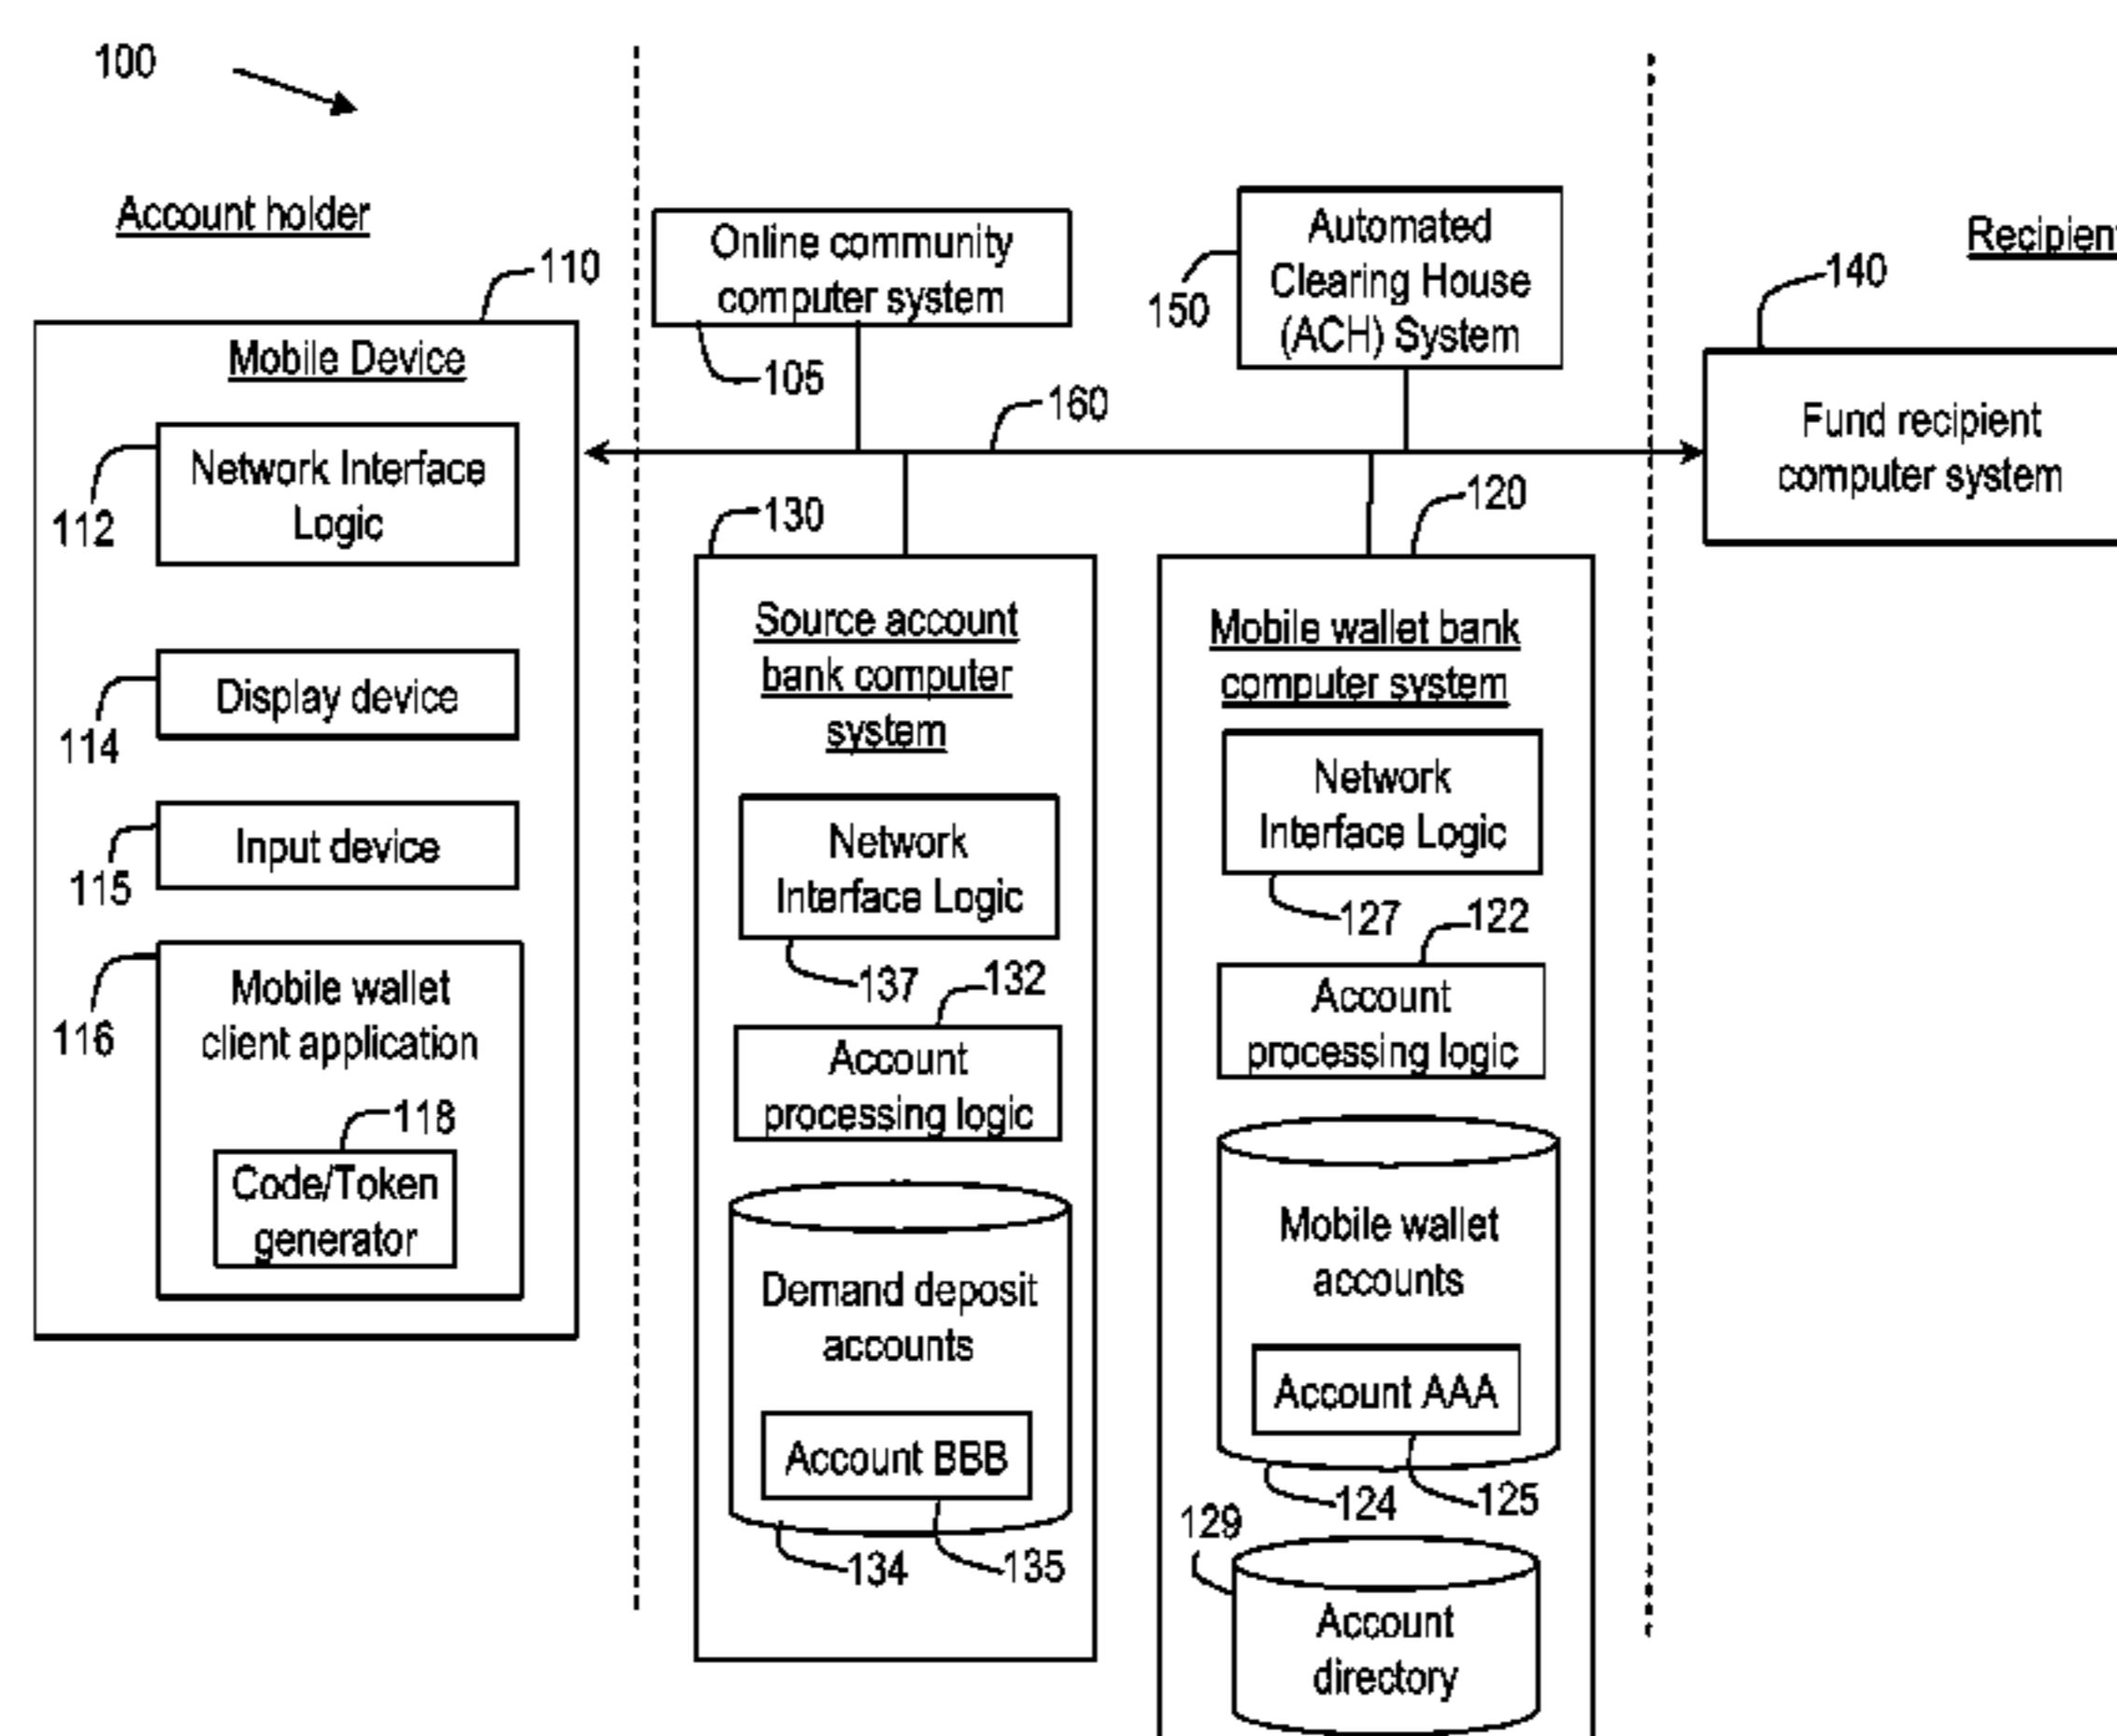 100
Account holder
110
Mobile Device
112
Network Interface
Logic
114
Display device
115
Input device
116
Mobile wallet
client application
118
Code/Token
generator
Online community
computer system
105
150
Automated
Clearing House
(ACH) System
160
130
Source account
bank computer
system
Network
Interface Logic
137
132
Account
processing logic
Demand deposit
accounts
Account BBB
134
135
120
Mobile wallet bank
computer system
Network
Interface Logic
127
122
Account
processing logic
Mobile wallet
accounts
Account AAA
124
125
129
Account
directory
Recipient
140
Fund recipient
computer system